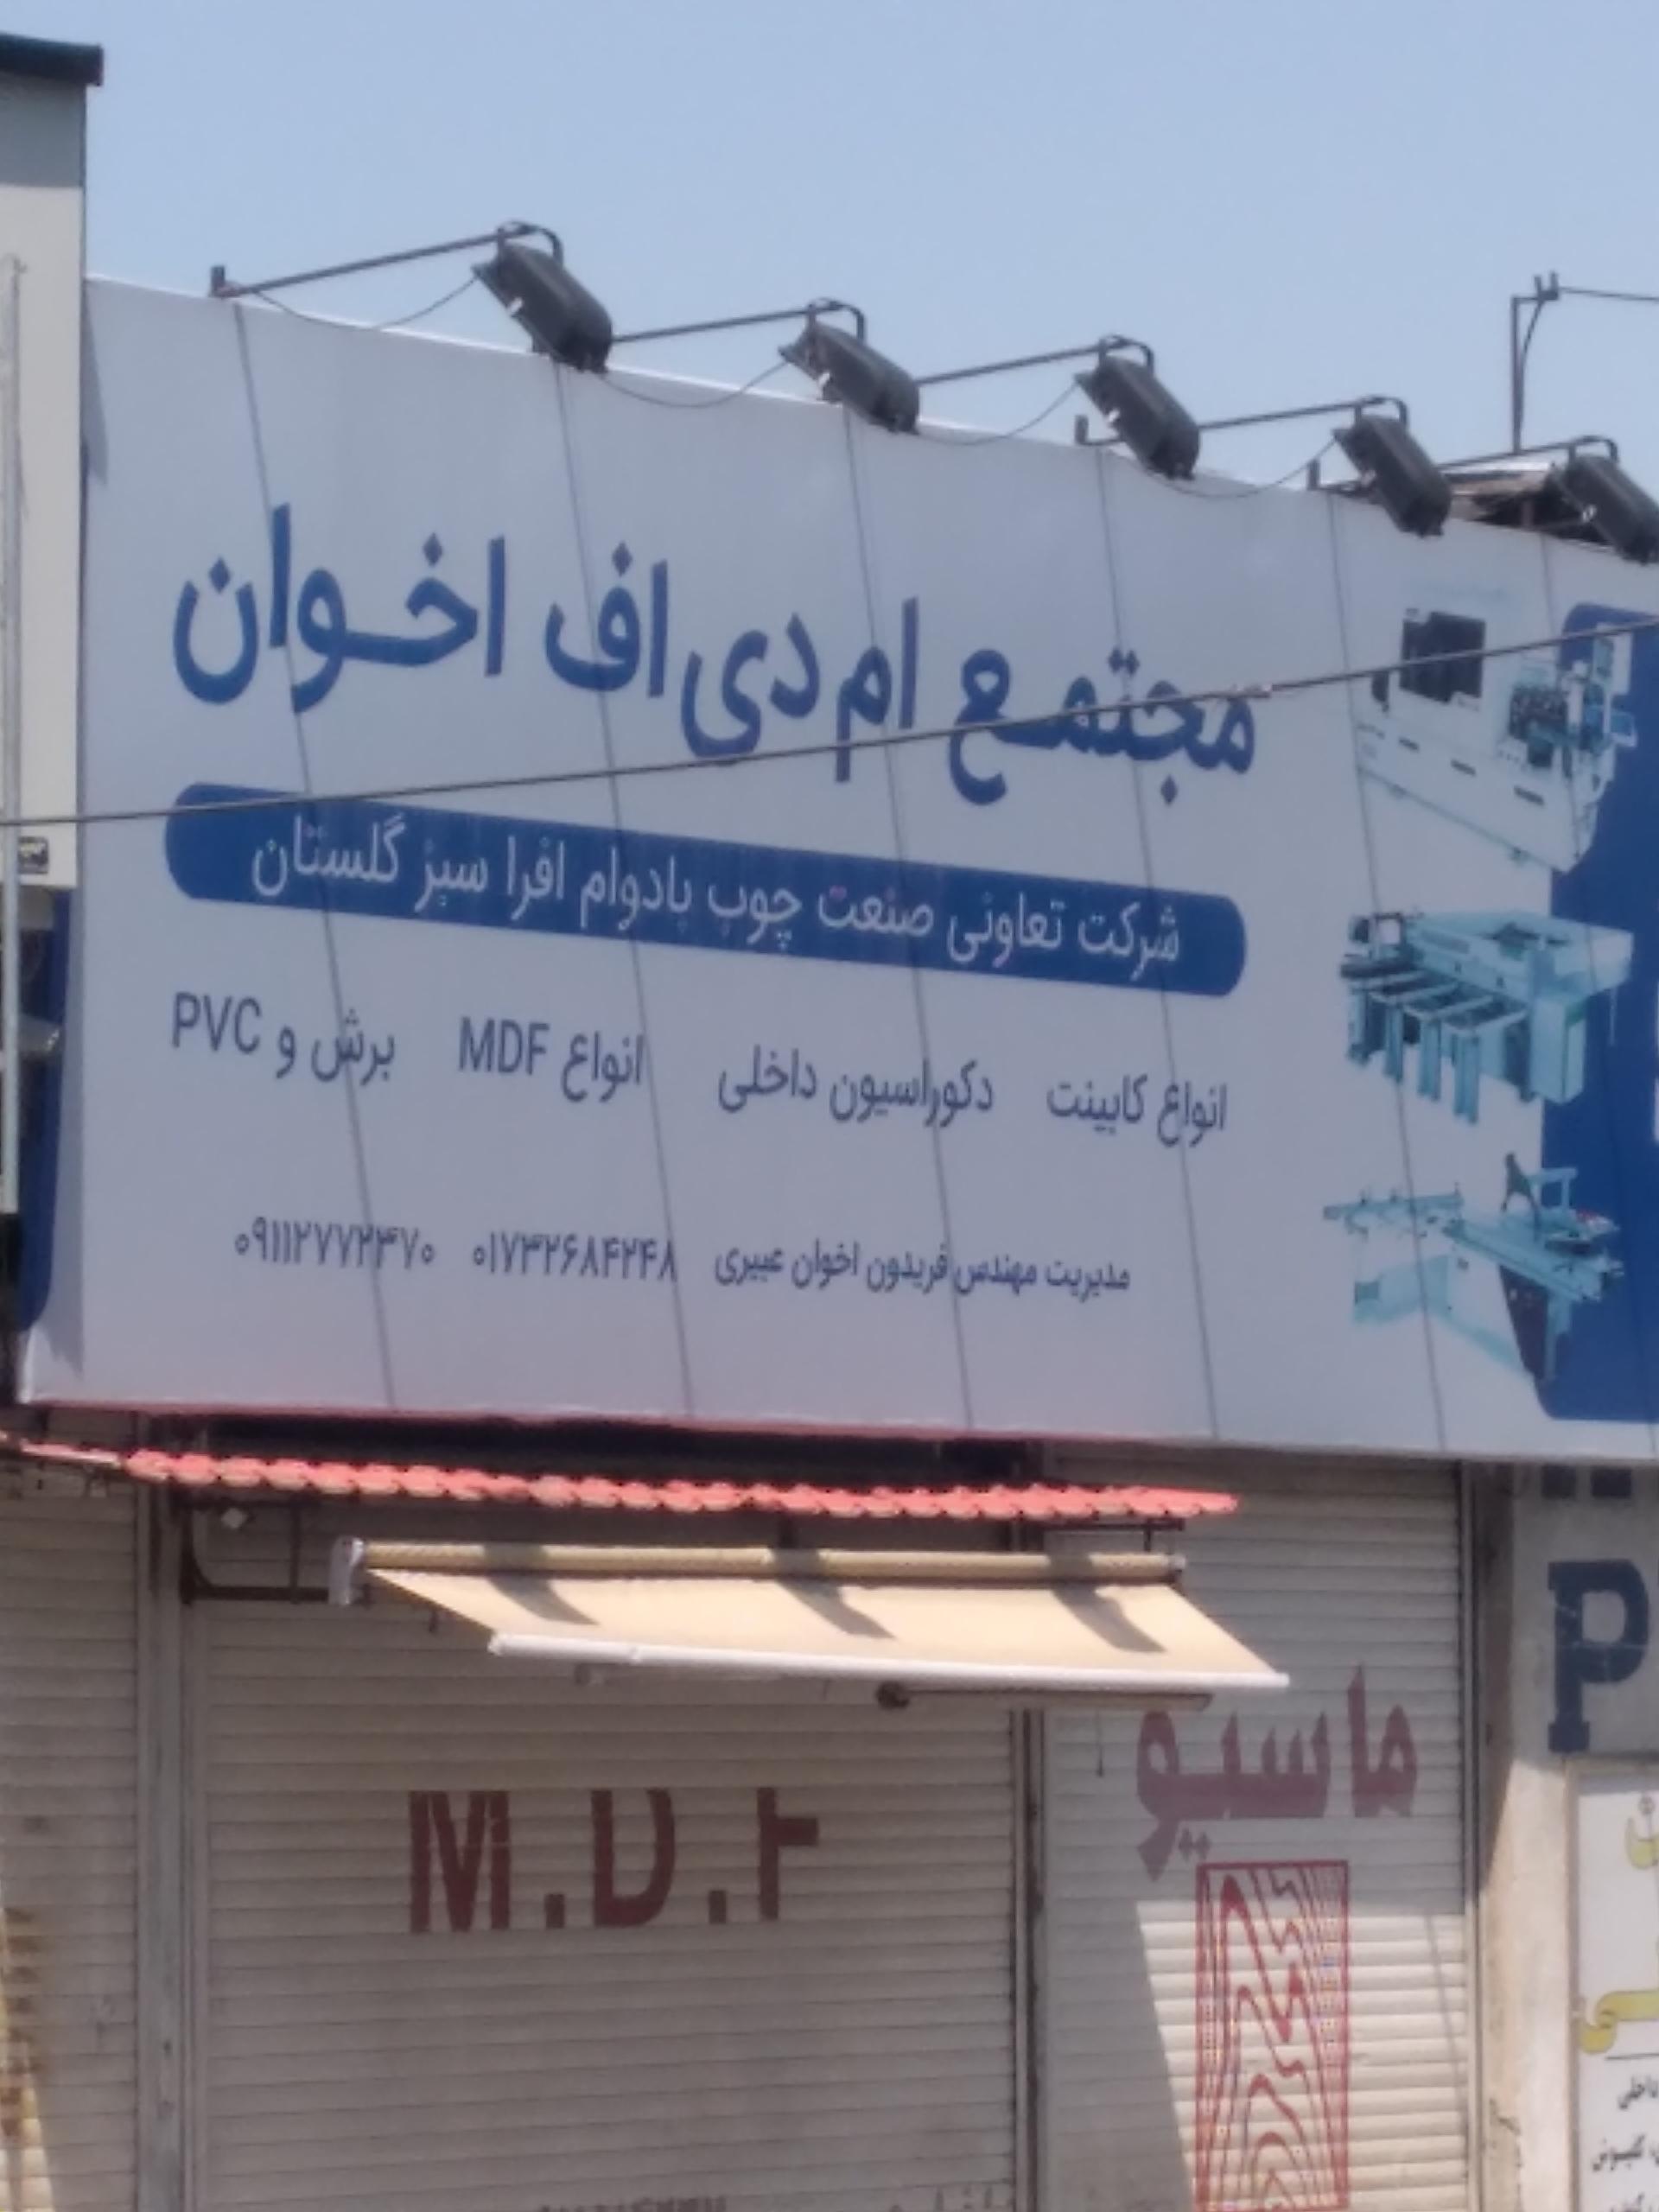 مجتمع ام دی اف اخوان
شرکت تعاونی صنعت چوب بادوام افرا سبز گلستان
انواع کابینت دکوراسیون داخلی انواع MDF برش و PVC
مدیریت مهندس فریدون اخوان عبیری ۰۱۷۳۲۶۸۴۲۴۸ ۰۹۱۱۲۷۷۲۳۷۰
M.D.F
ماسیو
P